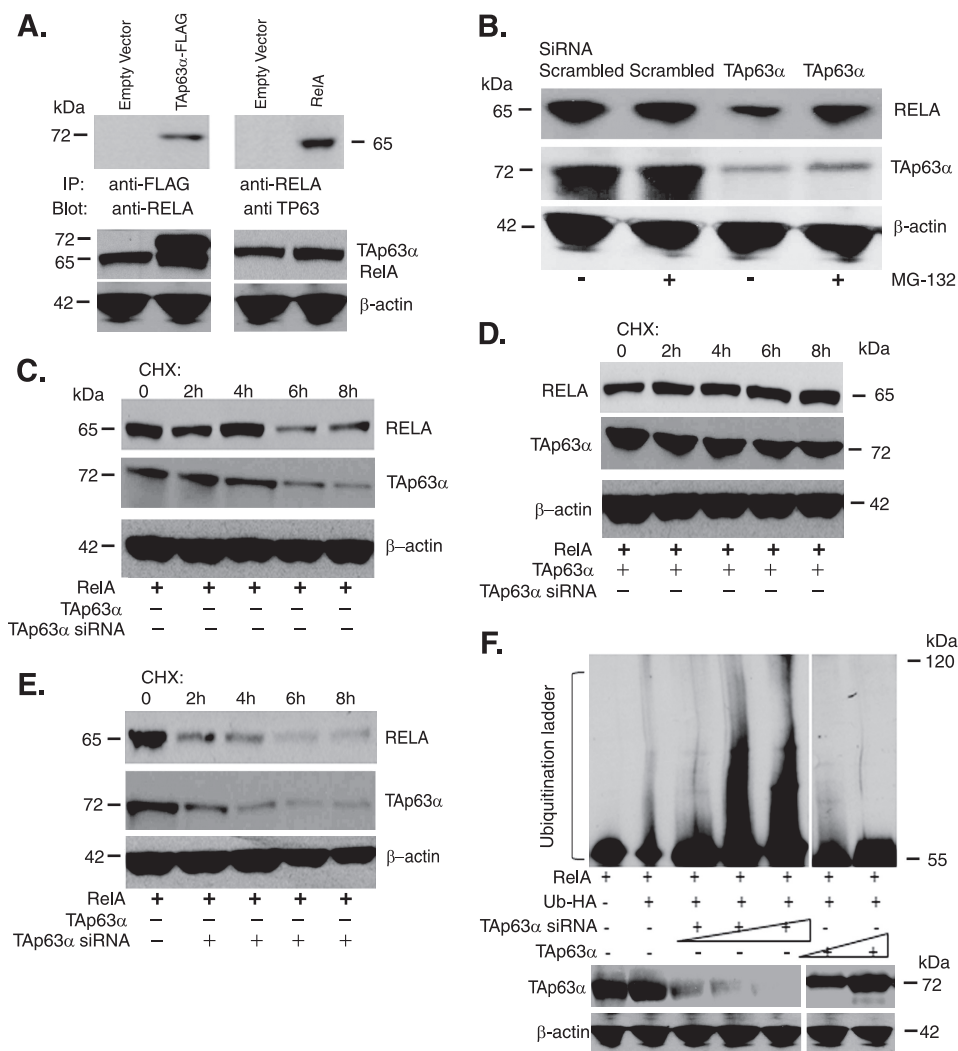 A.
Empty Vector
TAp63α-FLAG
Empty Vector
RelA
kDa
72
65
IP: anti-FLAG anti-RELA
Blot: anti-RELA anti TP63
72
65
TAp63α
RelA
42
β-actin
B.
SiRNA
Scrambled Scrambled TAp63α TAp63α
kDa
65
RELA
72
TAp63α
42
β-actin
- + - + MG-132
C.
CHX:
kDa 0 2h 4h 6h 8h
65
RELA
72
TAp63α
42
β–actin
RelA + + + + +
TAp63α – – – – –
TAp63α siRNA – – – – –
D.
CHX:
0 2h 4h 6h 8h kDa
RELA
65
TAp63α
72
β–actin
42
RelA + + + + +
TAp63α + + + + +
TAp63α siRNA – – – – –
E.
CHX:
0 2h 4h 6h 8h
65
RELA
72
TAp63α
42
β-actin
RelA + + + + +
TAp63α – – – – –
TAp63α siRNA – + + + +
F.
kDa
120
Ubiquitination ladder
55
RelA + + + + + + +
Ub-HA - + + + + + +
TAp63α siRNA - - + + + - -
TAp63α - - - - - + +
kDa
TAp63α
72
β-actin
42